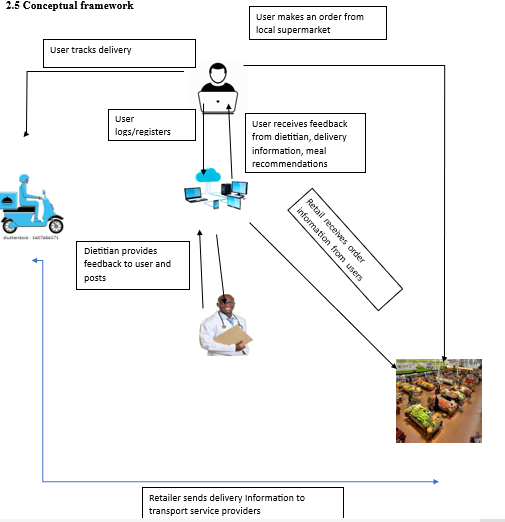 2.5 Conceptual framework
User makes an order from
local supermarket
User tracks delivery
User
logs/registers
User receives feedback
from dietitian, delivery
information, meal
recommendations
Retail receives order
information from users
shutterstock · 1407686171
Dietitian provides
feedback to user and
posts
Retailer sends delivery Information to
transport service providers